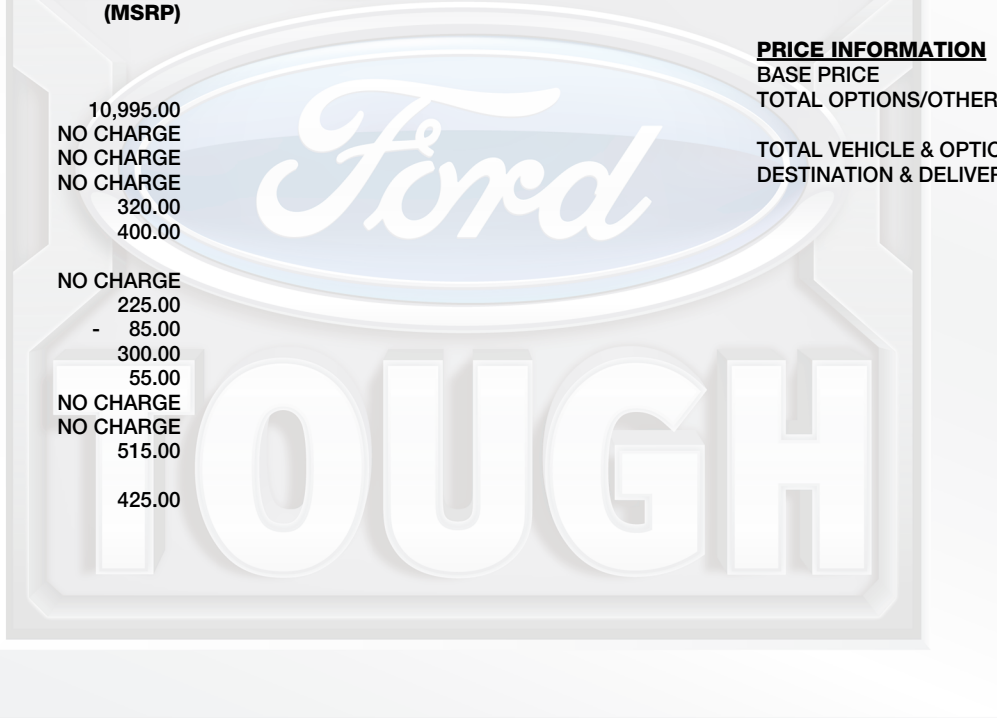 (MSRP)
10,995.00
NO CHARGE
NO CHARGE
NO CHARGE
320.00
400.00
NO CHARGE
225.00
- 85.00
300.00
55.00
NO CHARGE
NO CHARGE
515.00
425.00
PRICE INFORMATION
BASE PRICE
TOTAL OPTIONS/OTHER
TOTAL VEHICLE & OPTIO
DESTINATION & DELIVER
Ford
TOUGH